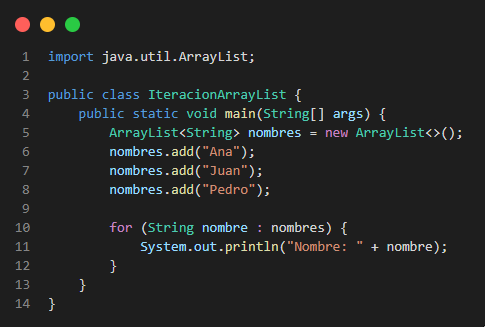 1 import java.util.ArrayList;
2
3 public class IteracionArrayList {
4     public static void main(String[] args) {
5         ArrayList<String> nombres = new ArrayList<>();
6         nombres.add("Ana");
7         nombres.add("Juan");
8         nombres.add("Pedro");
9
10         for (String nombre : nombres) {
11             System.out.println("Nombre: " + nombre);
12         }
13     }
14 }